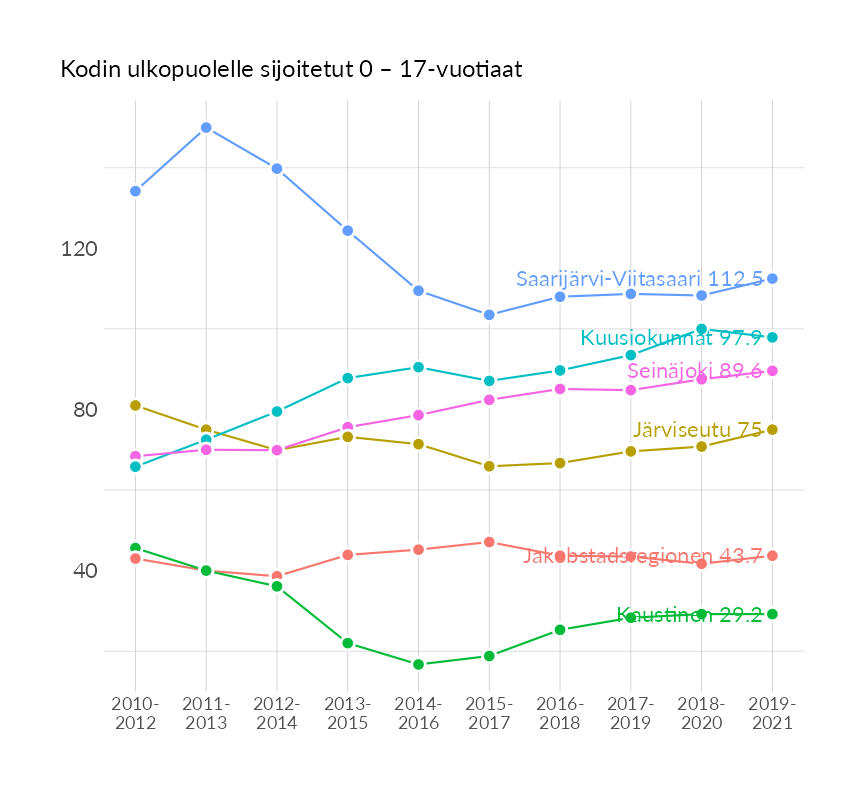 Kodin ulkopuolelle sijoitetut 0 – 17-vuotiaat
120
80
40
Saarijärvi-Viitasaari 112.5
Kuusiokunnat 97.9
Seinäjoki 89.6
Järviseutu 75
Jakobstadsregionen 43.7
Kaustinen 29.2
2010- 2011- 2012- 2013- 2014- 2015- 2016- 2017- 2018- 2019-
2012 2013 2014 2015 2016 2017 2018 2019 2020 2021